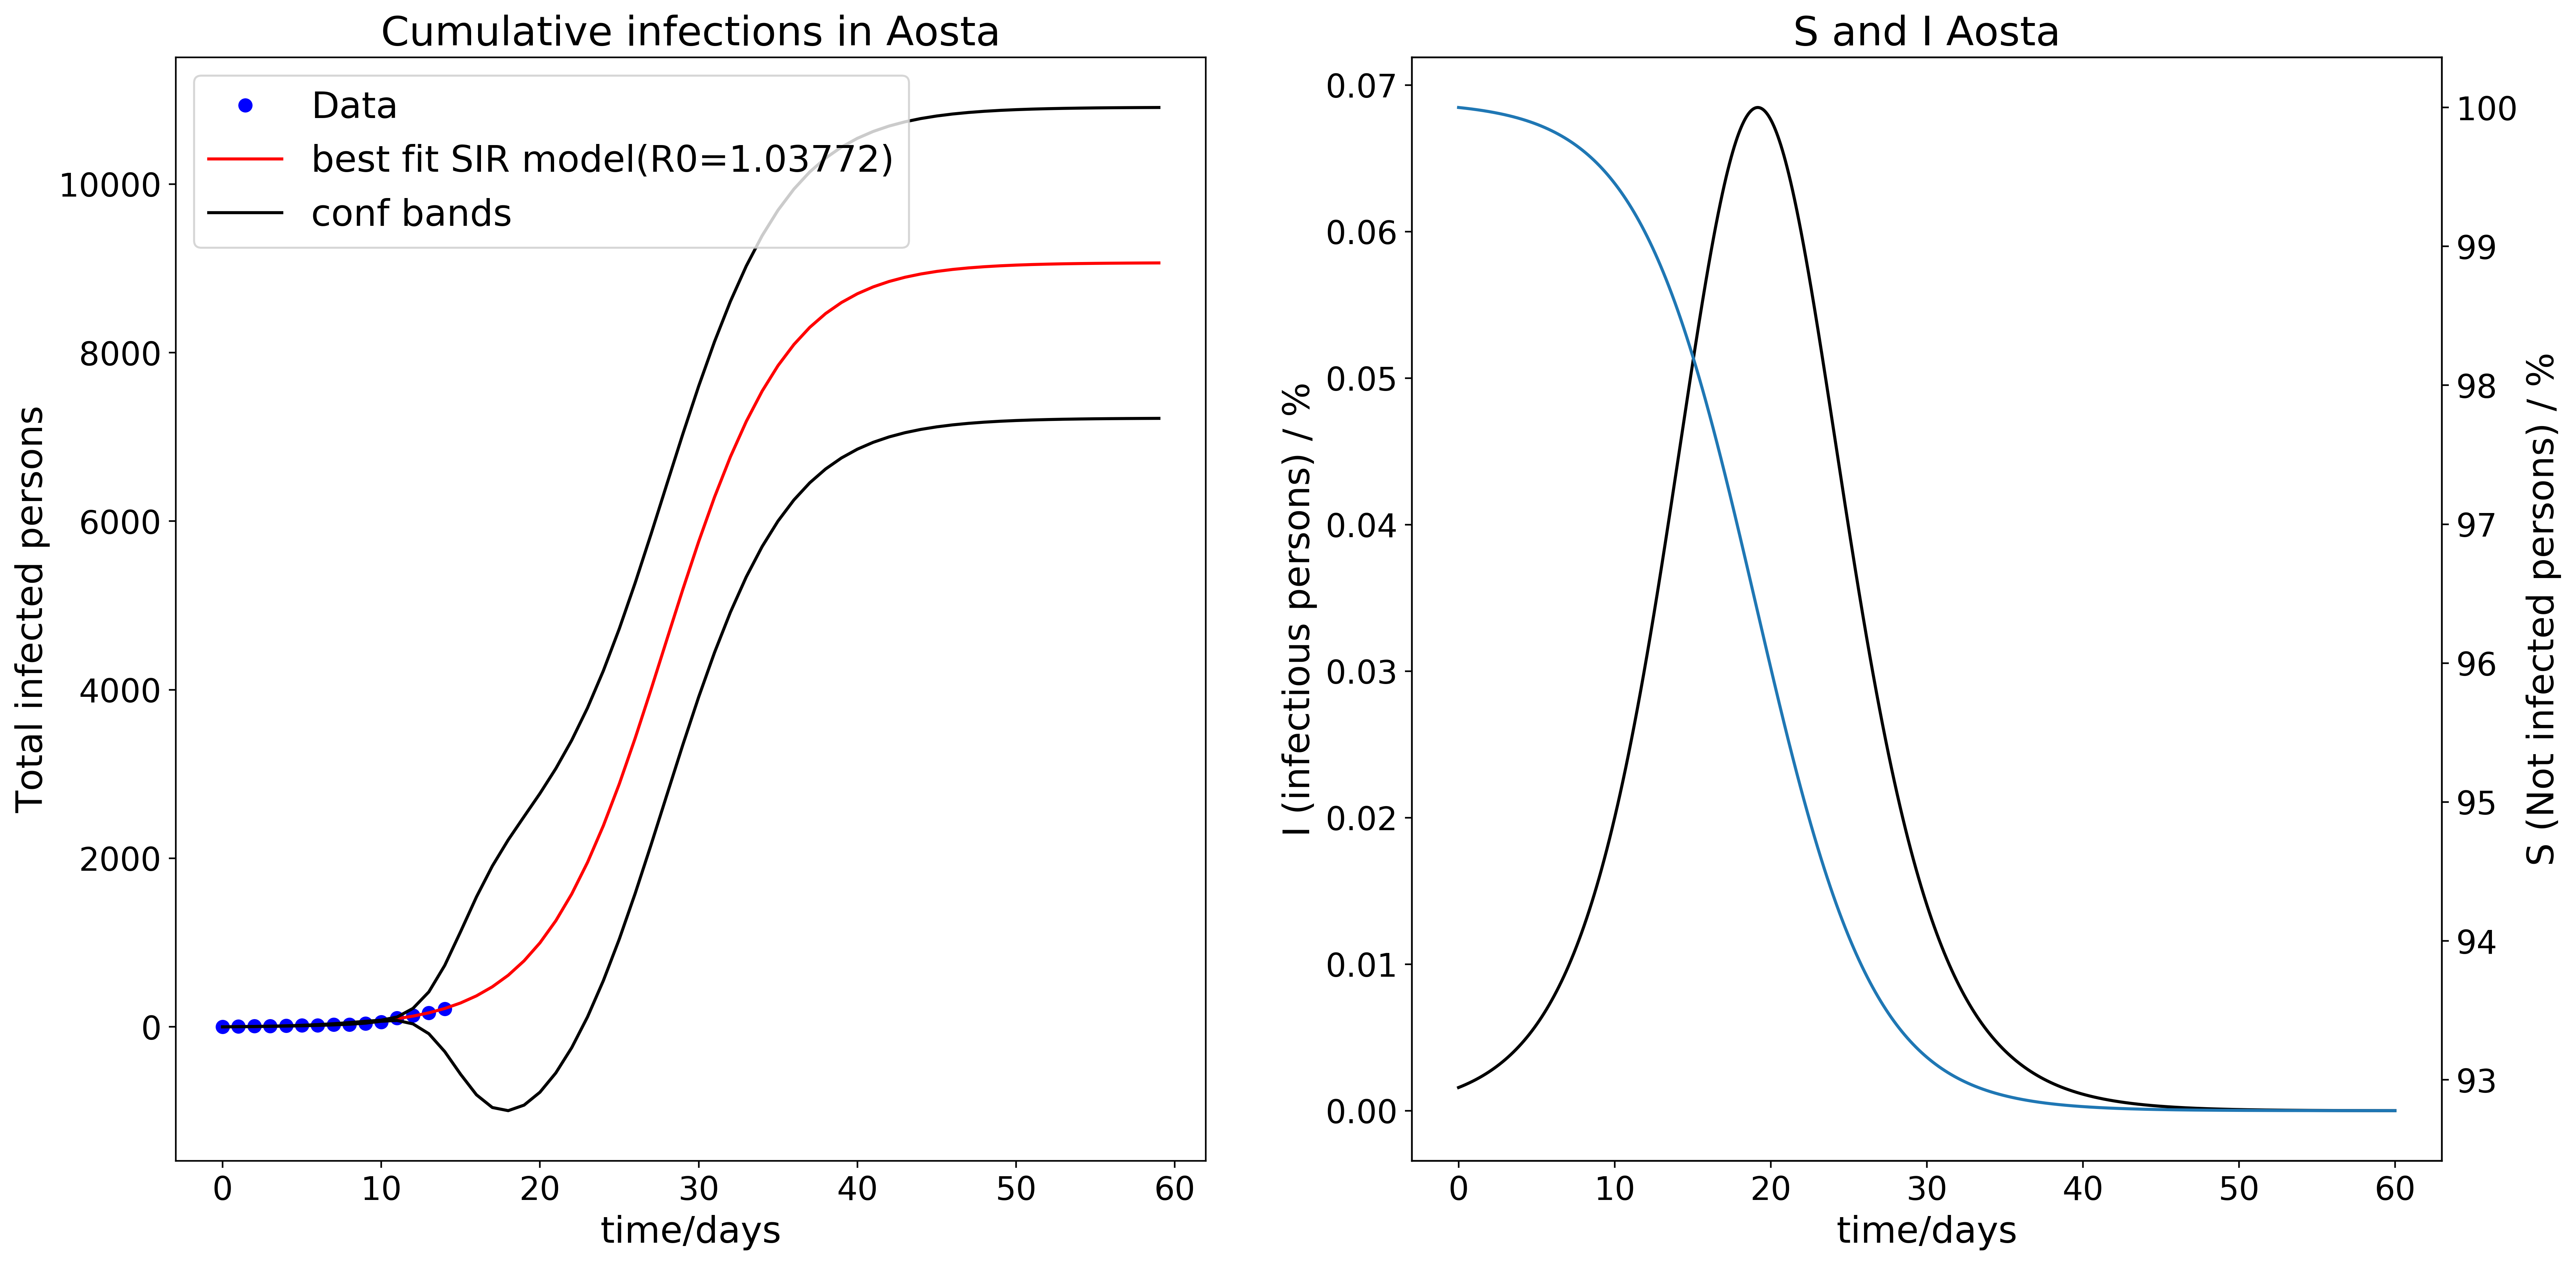 Cumulative infections in Aosta
Data
best fit SIR model(R0=1.03772)
conf bands
Total infected persons
10000
8000
6000
4000
2000
0
0 10 20 30 40 50 60
time/days
S and I Aosta
I (infectious persons) / %
0.07
0.06
0.05
0.04
0.03
0.02
0.01
0.00
0 10 20 30 40 50 60
time/days
100
99
98
97
96
95
94
93
S (Not infected persons) / %